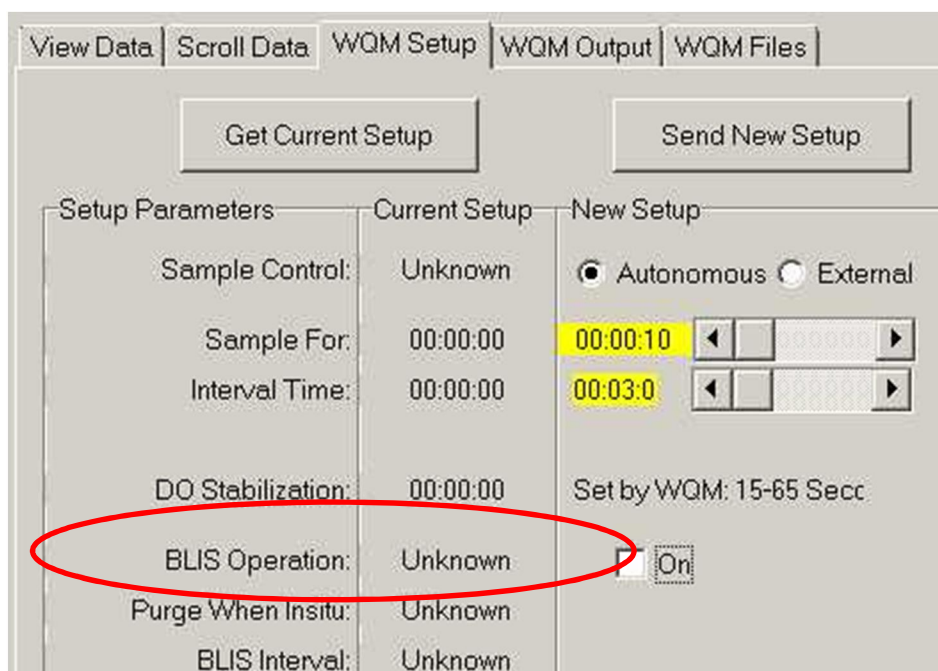 View Data Scroll Data WQM Setup WQM Output WQM Files
Get Current Setup Send New Setup
Setup Parameters Current Setup New Setup
Sample Control: Unknown Autonomous External
Sample For: 00:00:00 00:00:10
Interval Time: 00:00:00 00:03:0
DO Stabilization: 00:00:00 Set by WQM: 15-65 Secc
BLIS Operation: Unknown On
Purge When Insitu: Unknown
BLIS Interval: Unknown